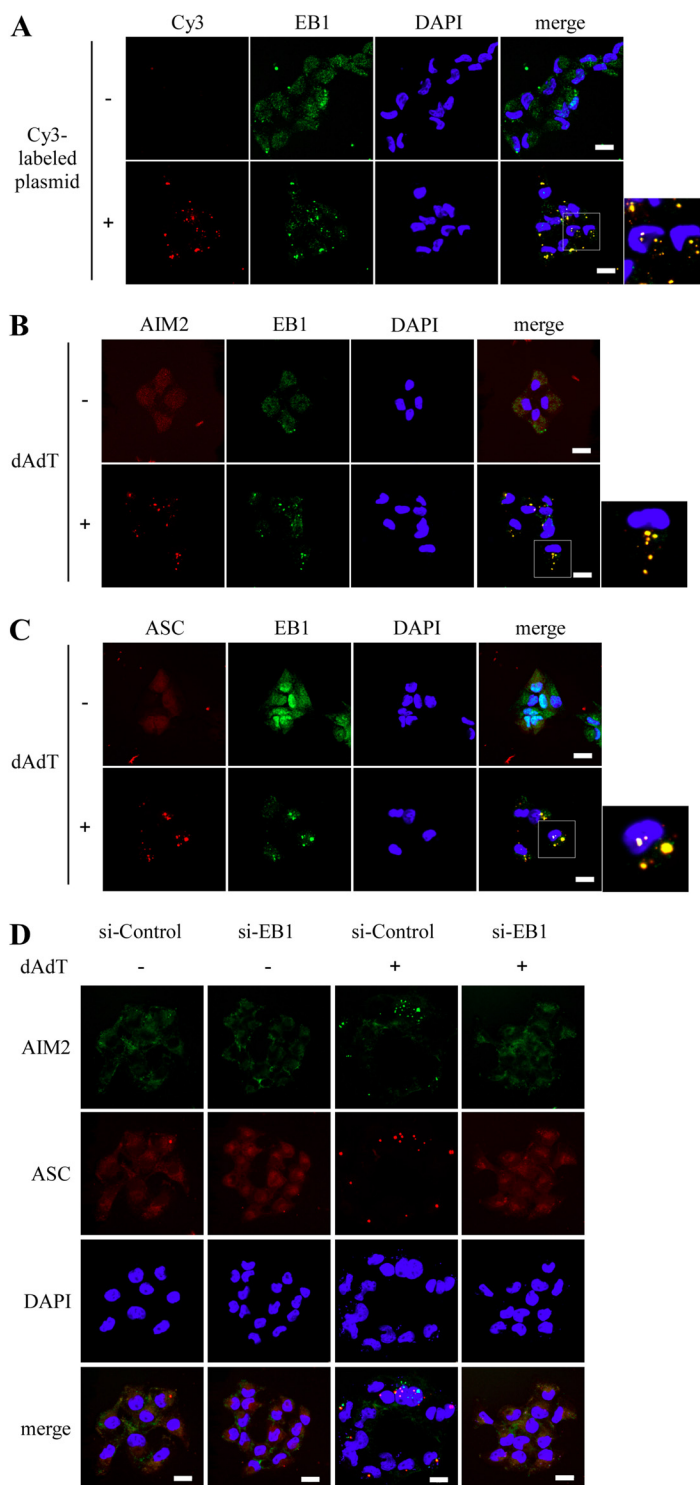 A
Cy3 EB1 DAPI merge
-
Cy3-
labeled
plasmid
+
B
AIM2 EB1 DAPI merge
-
dAdT
+
C
ASC EB1 DAPI merge
-
dAdT
+
D
si-Control si-EB1 si-Control si-EB1
dAdT - - + +
AIM2
ASC
DAPI
merge